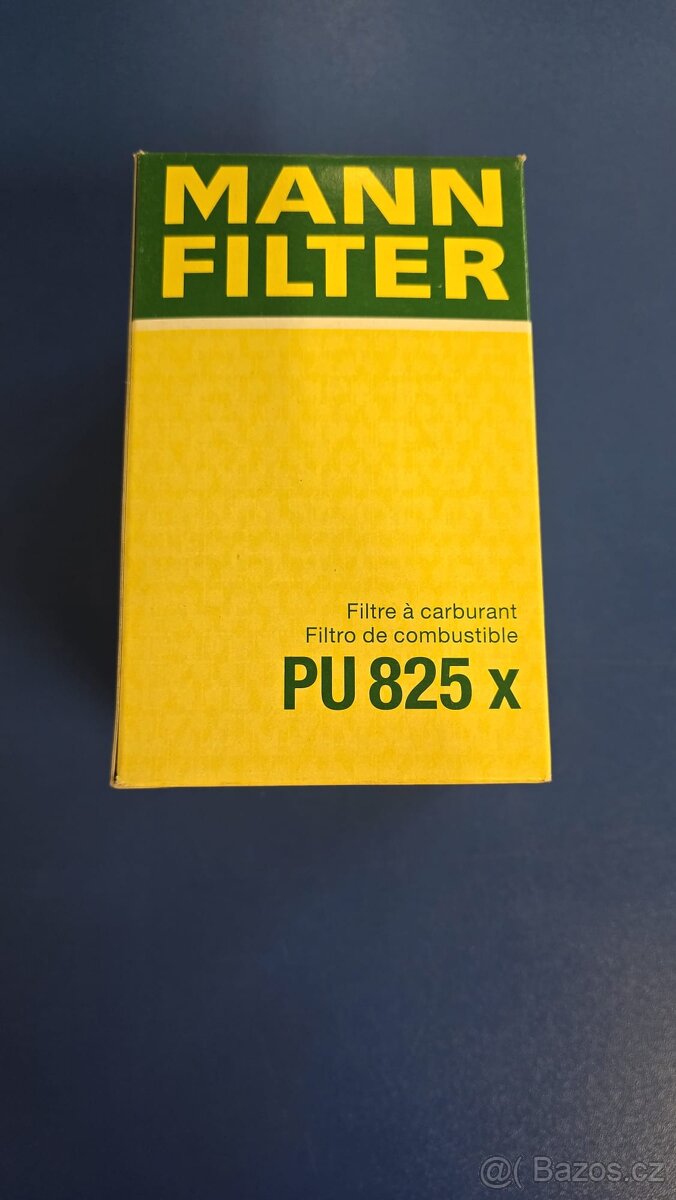 MANN
FILTER
Filtre à carburant
Filtro de combustible
PU 825 x
@( Bazos.cz